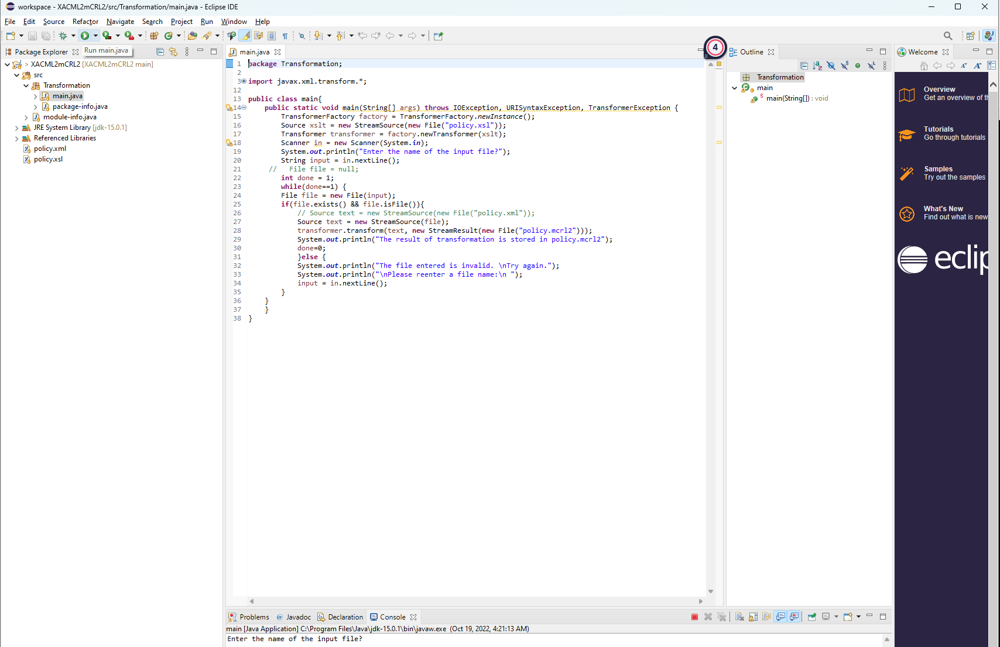 workspace - XACML2mCRL2/src/Transformation/main.java - Eclipse IDE
File Edit Source Refactor Navigate Search Project Run Window Help
Package Explorer
Run main.java
XACML2mCRL2 [XACML2mCRL2 main]
src
Transformation
main.java
package-info.java
module-info.java
JRE System Library [jdk-15.0.1]
Referenced Libraries
policy.xml
policy.xsl
main.java
1 package Transformation;
2
3 import javax.xml.transform.*;
12
13 public class main{
14 public static void main(String[] args) throws IOException, URISyntaxException, TransformerException {
15 TransformerFactory factory = TransformerFactory.newInstance();
16 Source xslt = new StreamSource(new File("policy.xsl"));
17 Transformer transformer = factory.newTransformer(xslt);
18 Scanner in = new Scanner(System.in);
19 System.out.println("Enter the name of the input file?");
20 String input = in.nextLine();
21 // File file = null;
22 int done = 1;
23 while(done==1) {
24 File file = new File(input);
25 if(file.exists() && file.isFile()){
26 // Source text = new StreamSource(new File("policy.xml"));
27 Source text = new StreamSource(file);
28 transformer.transform(text, new StreamResult(new File("policy.mcrl2")));
29 System.out.println("The result of transformation is stored in policy.mcrl2");
30 done=0;
31 }else {
32 System.out.println("The file entered is invalid. \nTry again.");
33 System.out.println("\nPlease reenter a file name:\n ");
34 input = in.nextLine();
35 }
36 }
37 }
38 }
4
Outline
Transformation
main
main(String[]) : void
Welcome
Overview
Get an overview of th
Tutorials
Go through tutorials
Samples
Try out the samples
What's New
Find out what is new
eclip
Problems @ Javadoc Declaration Console
main [Java Application] C:\Program Files\Java\jdk-15.0.1\bin\javaw.exe (Oct 19, 2022, 4:21:13 AM)
Enter the name of the input file?